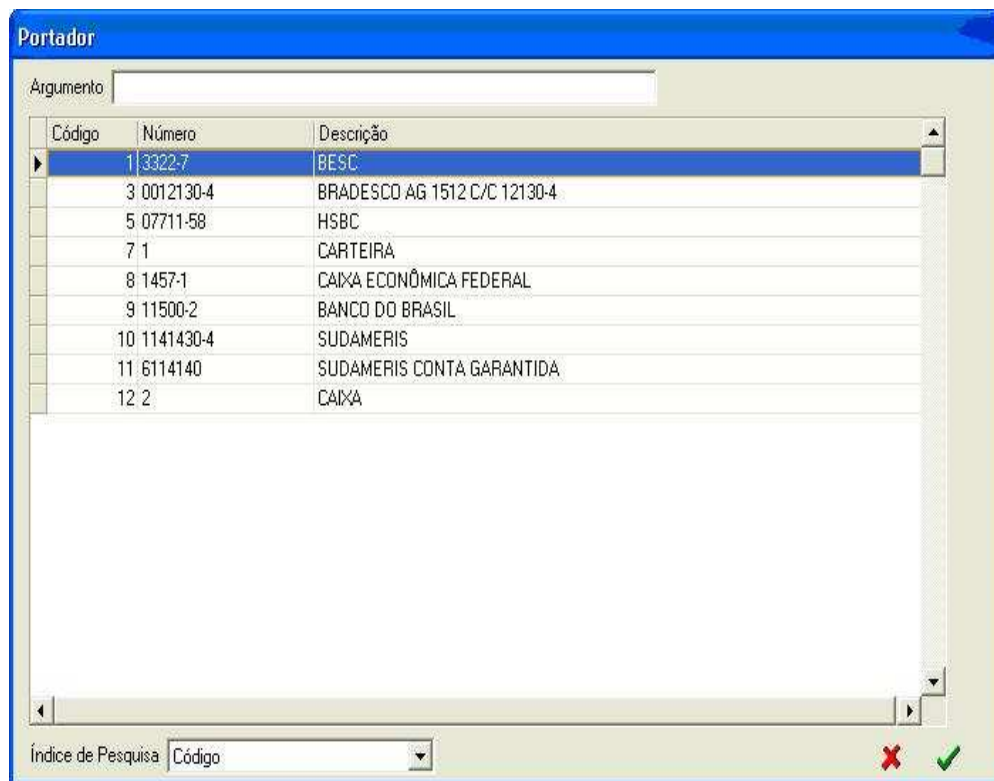 Portador
Argumento
Código Número Descrição
1 3322-7 BESC
3 0012130-4 BRADESCO AG 1512 C/C 12130-4
5 07711-58 HSBC
7 1 CARTEIRA
8 1457-1 CAIXA ECONÔMICA FEDERAL
9 11500-2 BANCO DO BRASIL
10 1141430-4 SUDAMERIS
11 6114140 SUDAMERIS CONTA GARANTIDA
12 2 CAIXA
Índice de Pesquisa Código